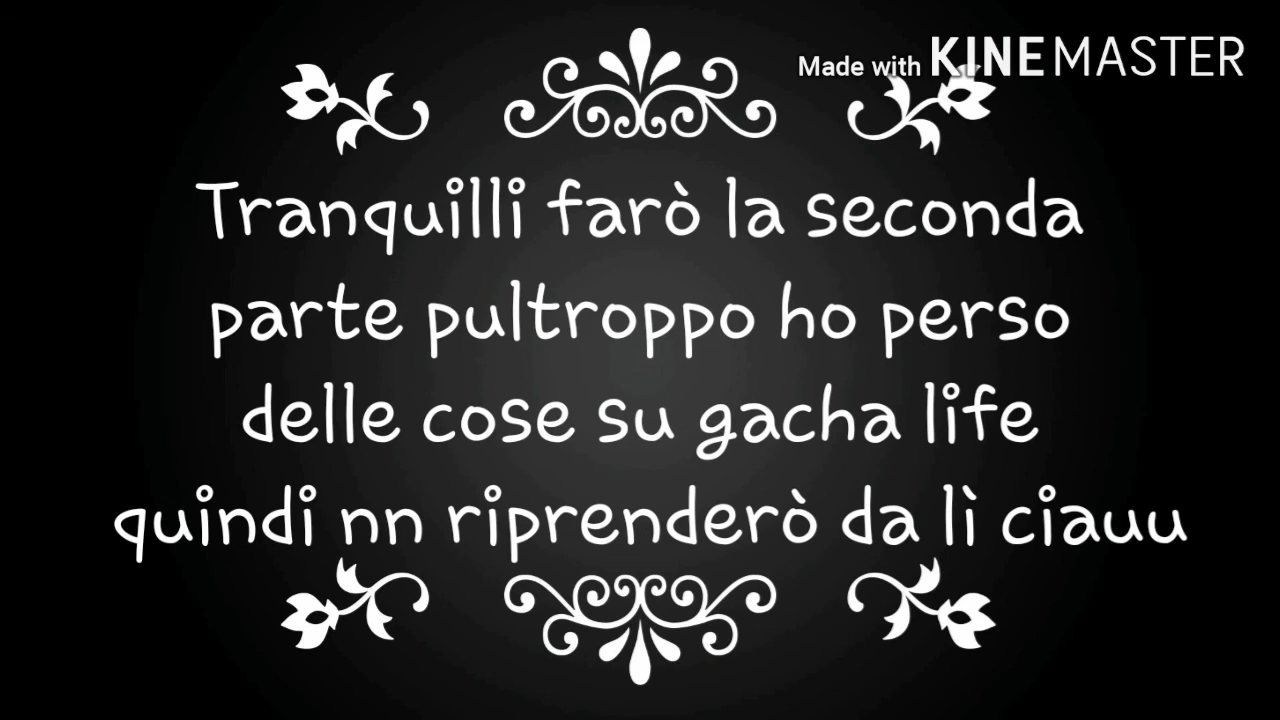 Made with KINEMASTER
Tranquilli farò la seconda
parte pultroppo ho perso
delle cose su gacha life
quindi nn riprenderò da lì ciauu